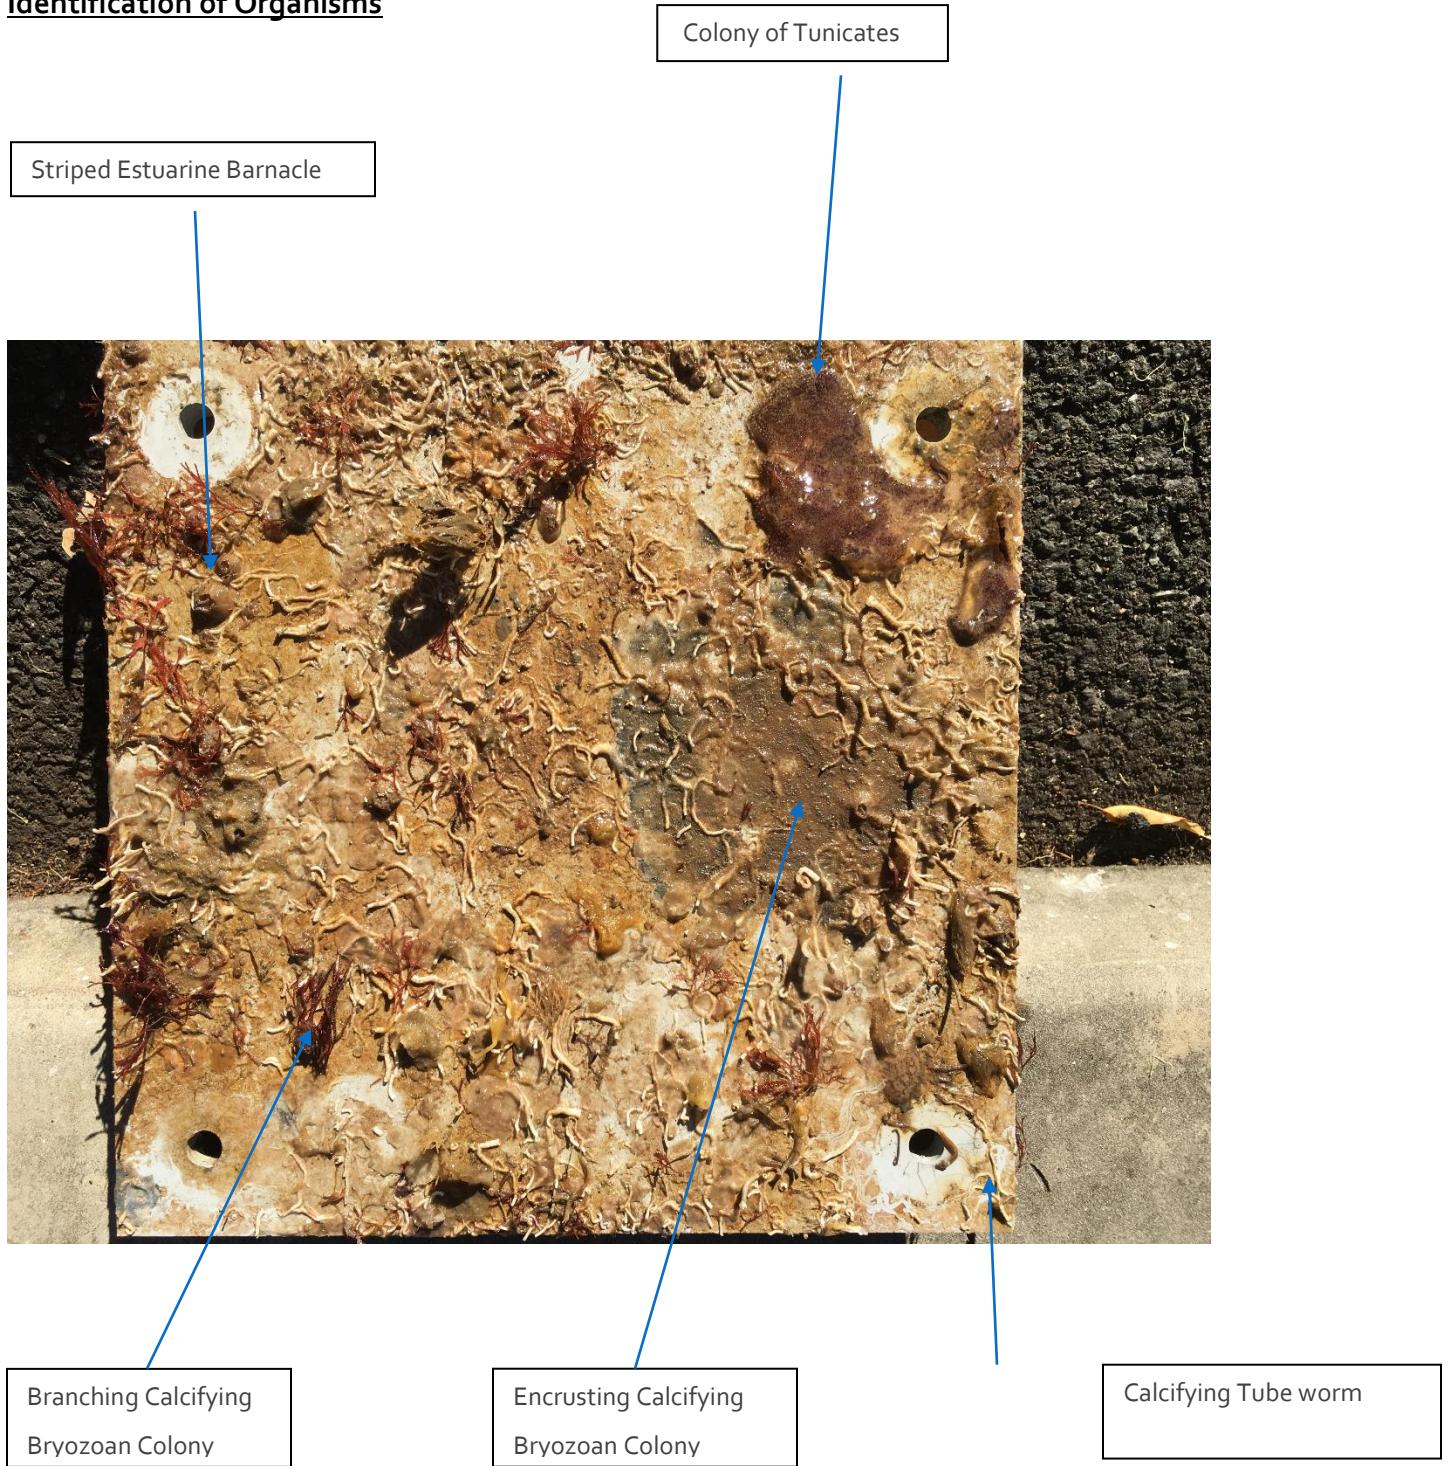 Identification of Organisms
Colony of Tunicates
Striped Estuarine Barnacle
Branching Calcifying
Bryozoan Colony
Encrusting Calcifying
Bryozoan Colony
Calcifying Tube worm